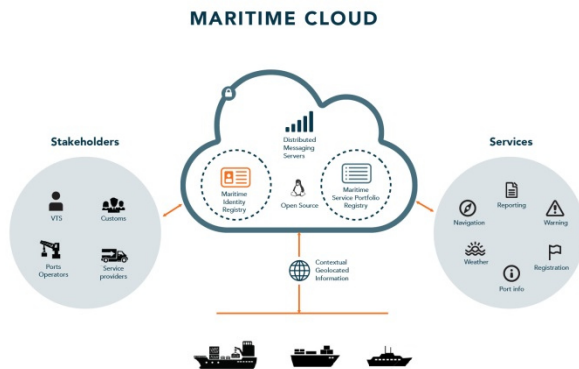 MARITIME CLOUD
Stakeholders
VTS
Customs
Ports
Operators
Service
providers
Distributed
Messaging
Servers
Maritime
Identity
Registry
Open Source
Maritime
Service Portfolio
Registry
Contextual
Geolocated
Information
Services
Reporting
Navigation
Warning
Weather
Registration
Port info